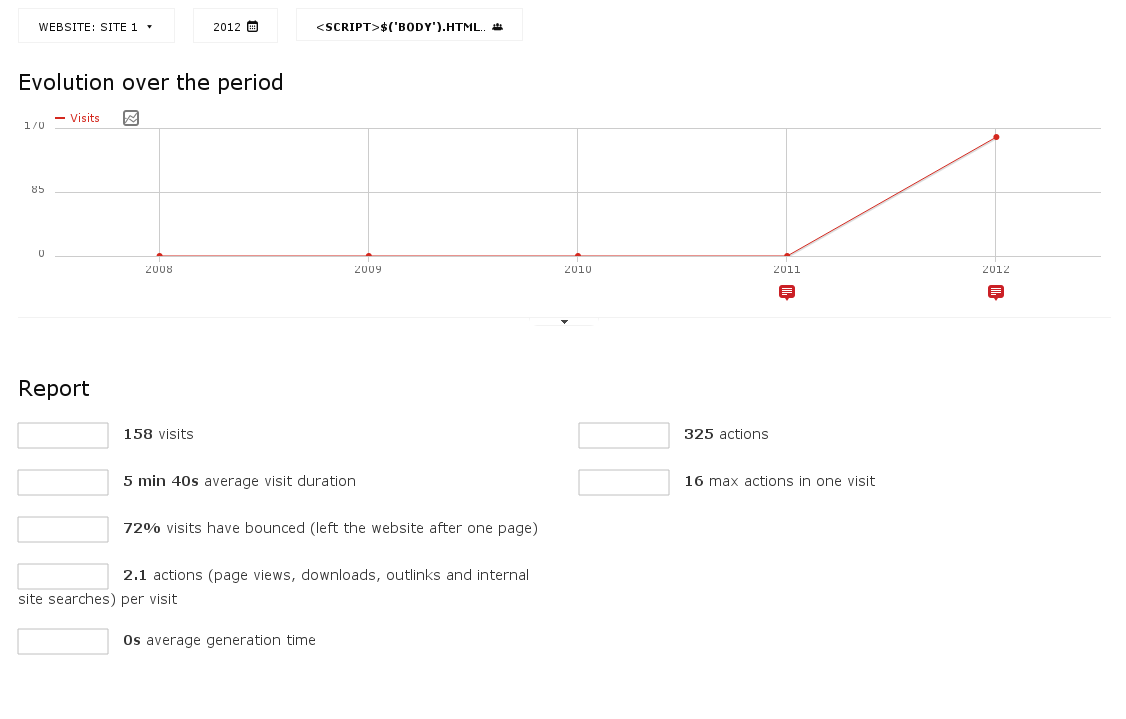 WEBSITE: SITE 1
2012
<SCRIPT>$('BODY').HTML..
Evolution over the period
Visits
170
85
0
2008 2009 2010 2011 2012
Report
158 visits
325 actions
5 min 40s average visit duration
16 max actions in one visit
72% visits have bounced (left the website after one page)
2.1 actions (page views, downloads, outlinks and internal
site searches) per visit
0s average generation time